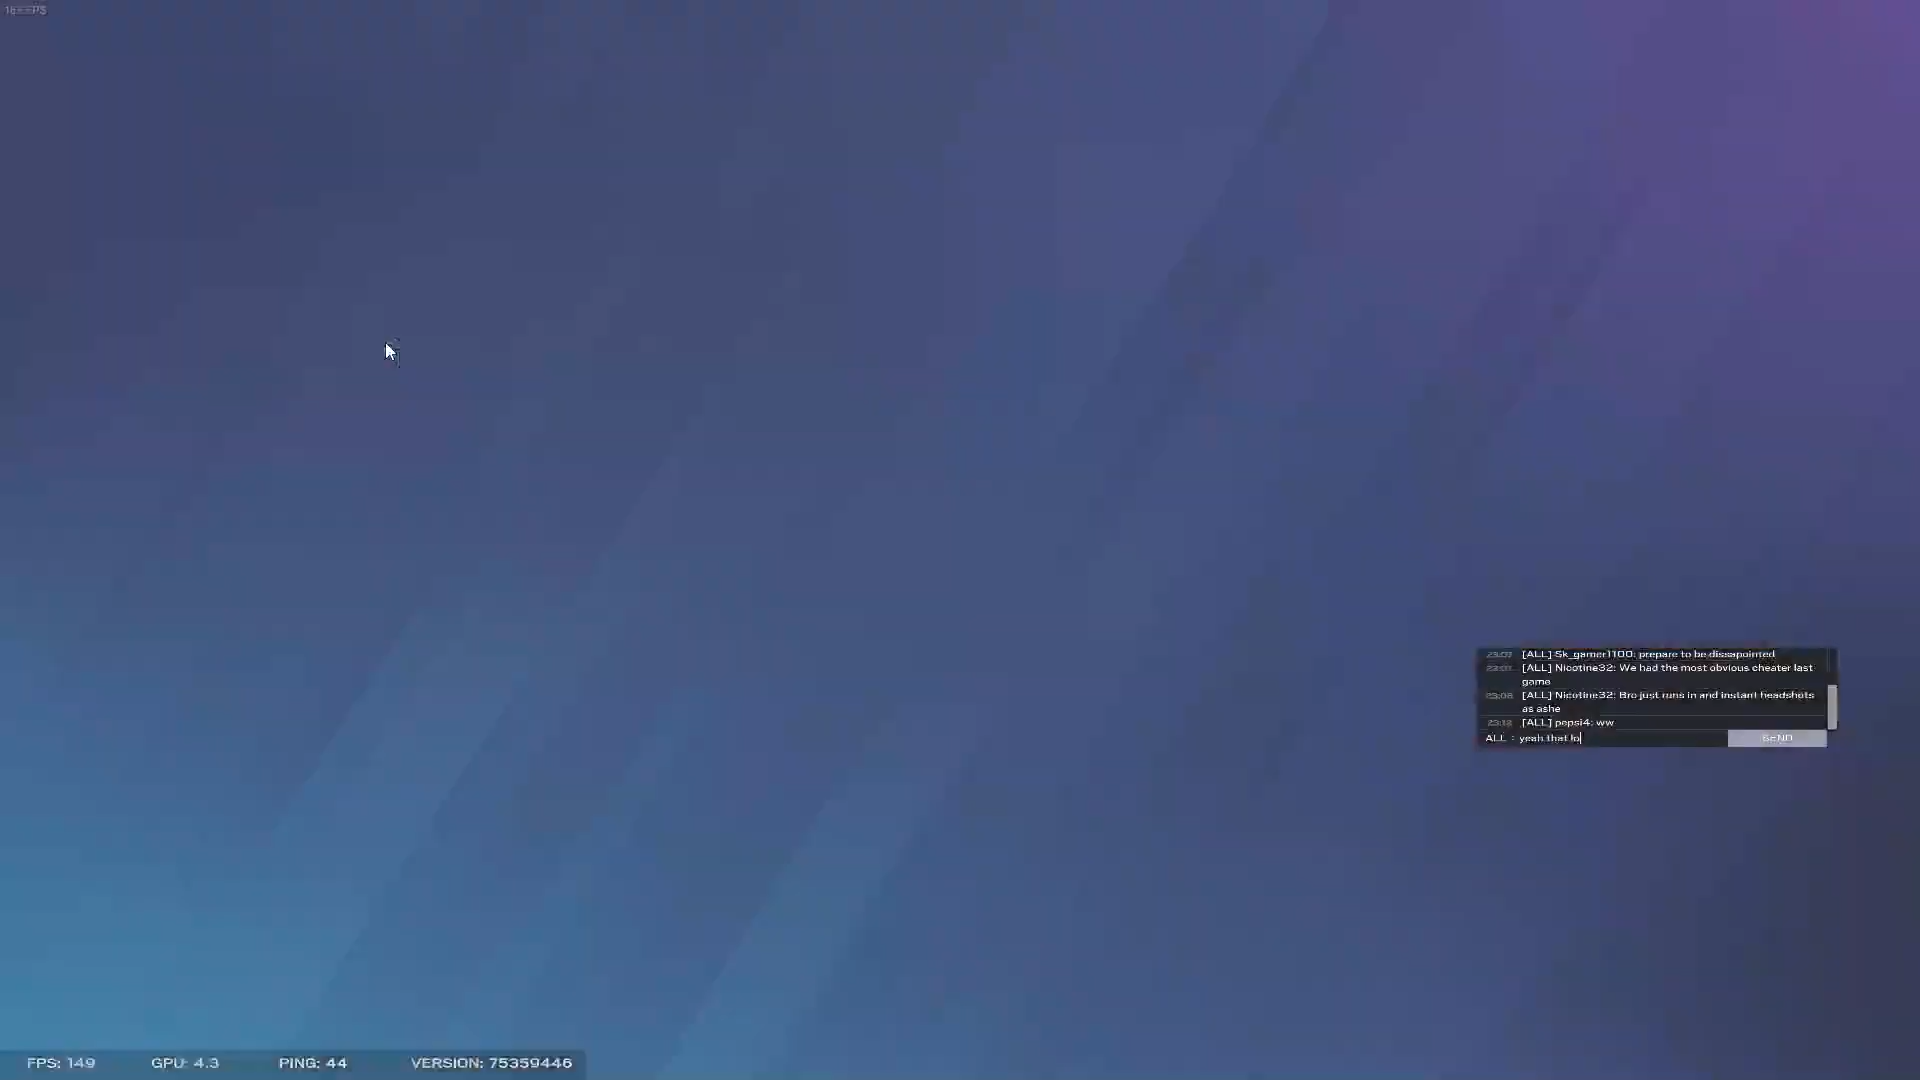 [ALL] Sk_gamer1100: prepare to be dissapointed
[ALL] Nicotine32: We had the most obvious cheater last
game
23:08 [ALL] Nicotine32: Bro just runs in and instant headshots
as ashe
[ALL] pepsi4: ww
ALL : yeah that lo
SEND
FPS: 149 GPU: 4.3 PING: 44 VERSION: 75359446